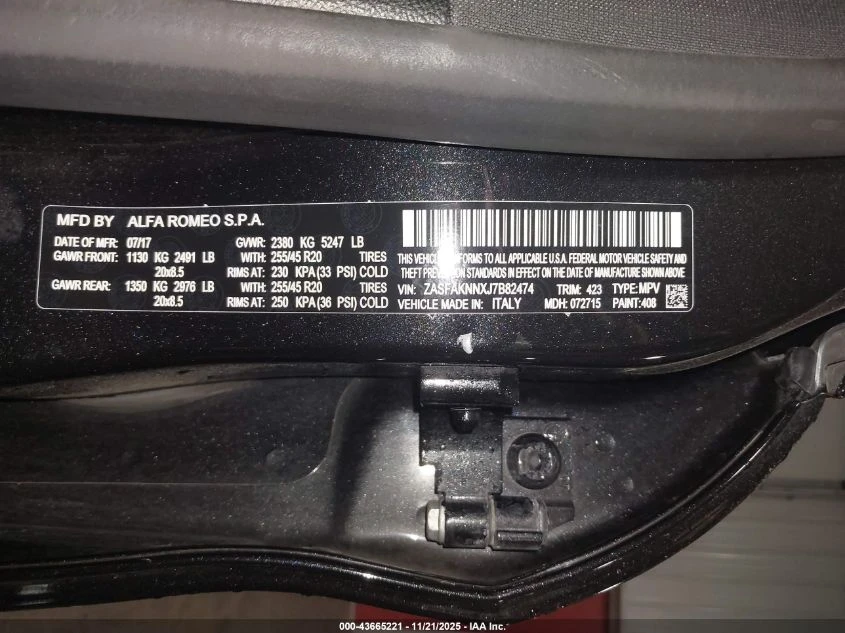 MFD BY ALFA ROMEO S.P.A.
DATE OF MFR: 07/17 GVWR: 2380 KG 5247 LB
GAWR FRONT: 1130 KG 2491 LB WITH: 255/45 R20 TIRES
20x8.5 RIMS AT: 230 KPA (33 PSI) COLD
GAWR REAR: 1350 KG 2976 LB WITH: 255/45 R20 TIRES
20x8.5 RIMS AT: 250 KPA (36 PSI) COLD
THIS VEHICLE CONFORMS TO ALL APPLICABLE U.S.A. FEDERAL MOTOR VEHICLE SAFETY AND
THEFT PREVENTION STANDARDS IN EFFECT ON THE DATE OF MANUFACTURE SHOWN ABOVE
VIN: ZASFAKNNXJ7B82474 TRIM: 423 TYPE: MPV
VEHICLE MADE IN: ITALY MDH: 072715 PAINT: 408
000-43665221 - 11/21/2025 - IAA Inc.